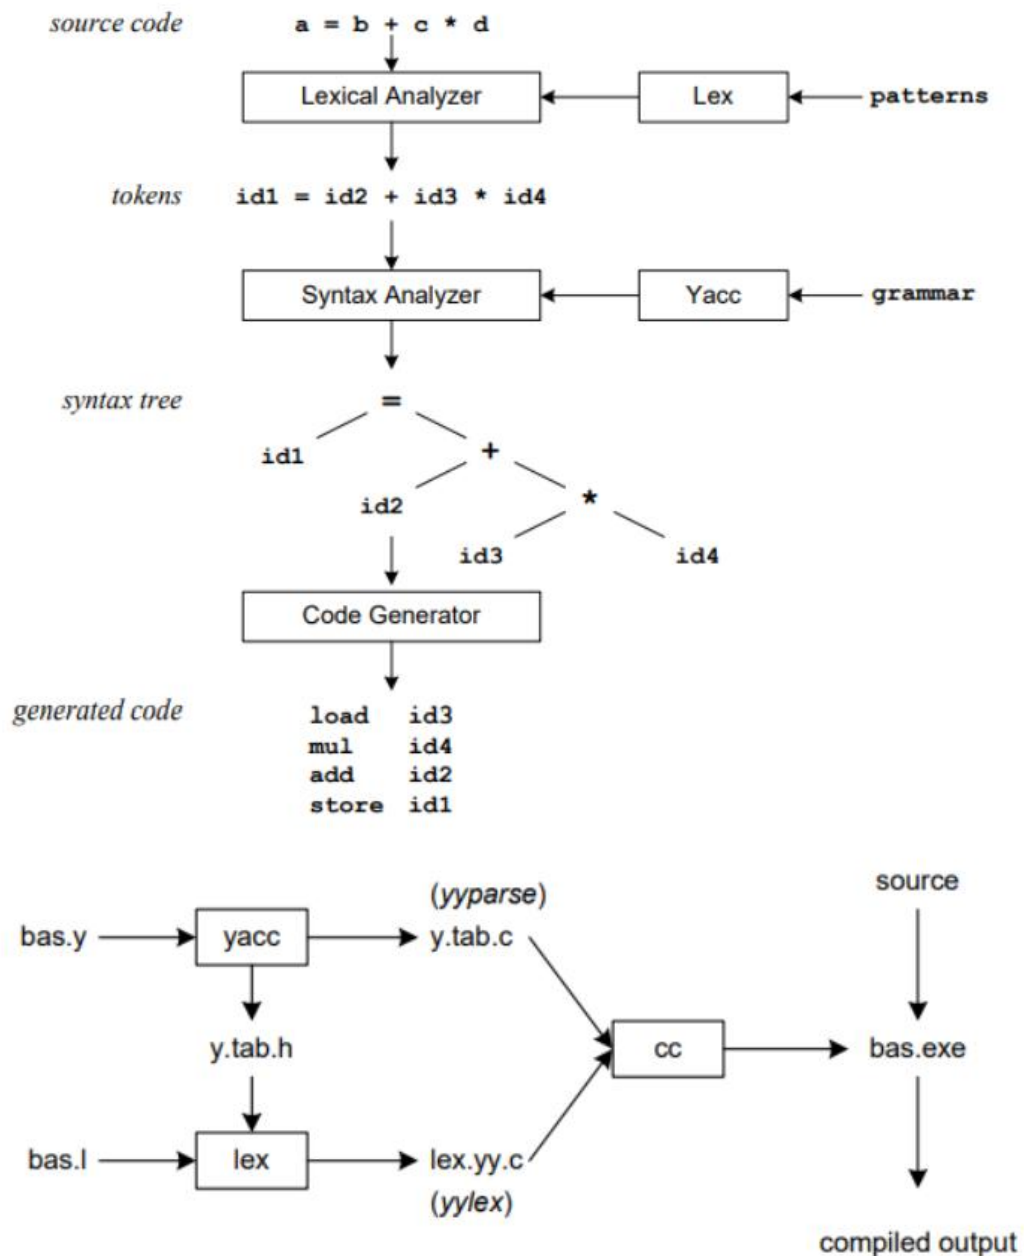 source code a = b + c * d
Lexical Analyzer Lex patterns
tokens id1 = id2 + id3 * id4
Syntax Analyzer Yacc grammar
syntax tree =
id1 +
id2 *
id3 id4
Code Generator
generated code load id3
mul id4
add id2
store id1
source
(yyparse)
bas.y yacc y.tab.c
y.tab.h cc bas.exe
bas.l lex lex.yy.c
(yylex)
compiled output